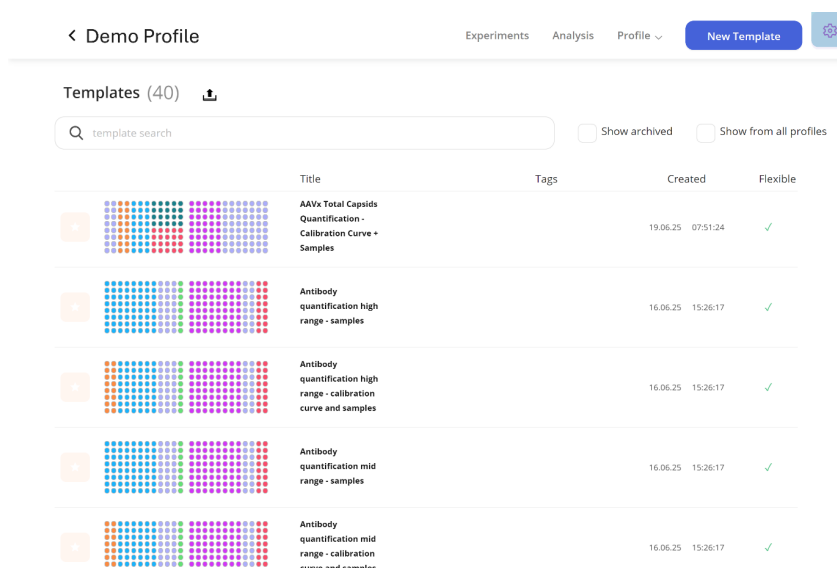 Demo Profile
Experiments
Analysis
Profile
New Template
Templates (40)
template search
Show archived
Show from all profiles
Title
Tags
Created
Flexible
AAVx Total Capsids
Quantification -
Calibration Curve +
Samples
19.06.25 07:51:24
Antibody
quantification high
range - samples
16.06.25 15:26:17
Antibody
quantification high
range - calibration
curve and samples
16.06.25 15:26:17
Antibody
quantification mid
range - samples
16.06.25 15:26:17
Antibody
quantification mid
range - calibration
curve and samples
16.06.25 15:26:17